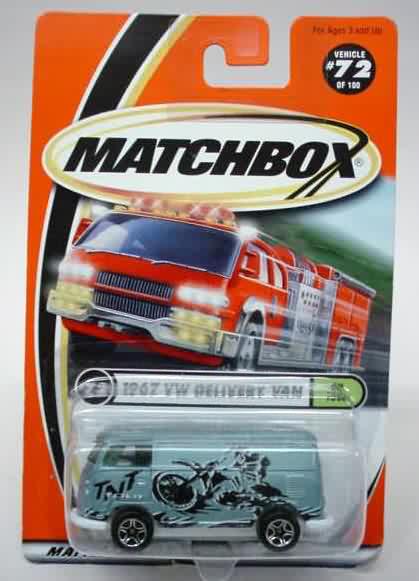 For Ages 3 and Up
VEHICLE
#72
OF 100
MATCHBOX
1967 VW DELIVERY VAN
TNT